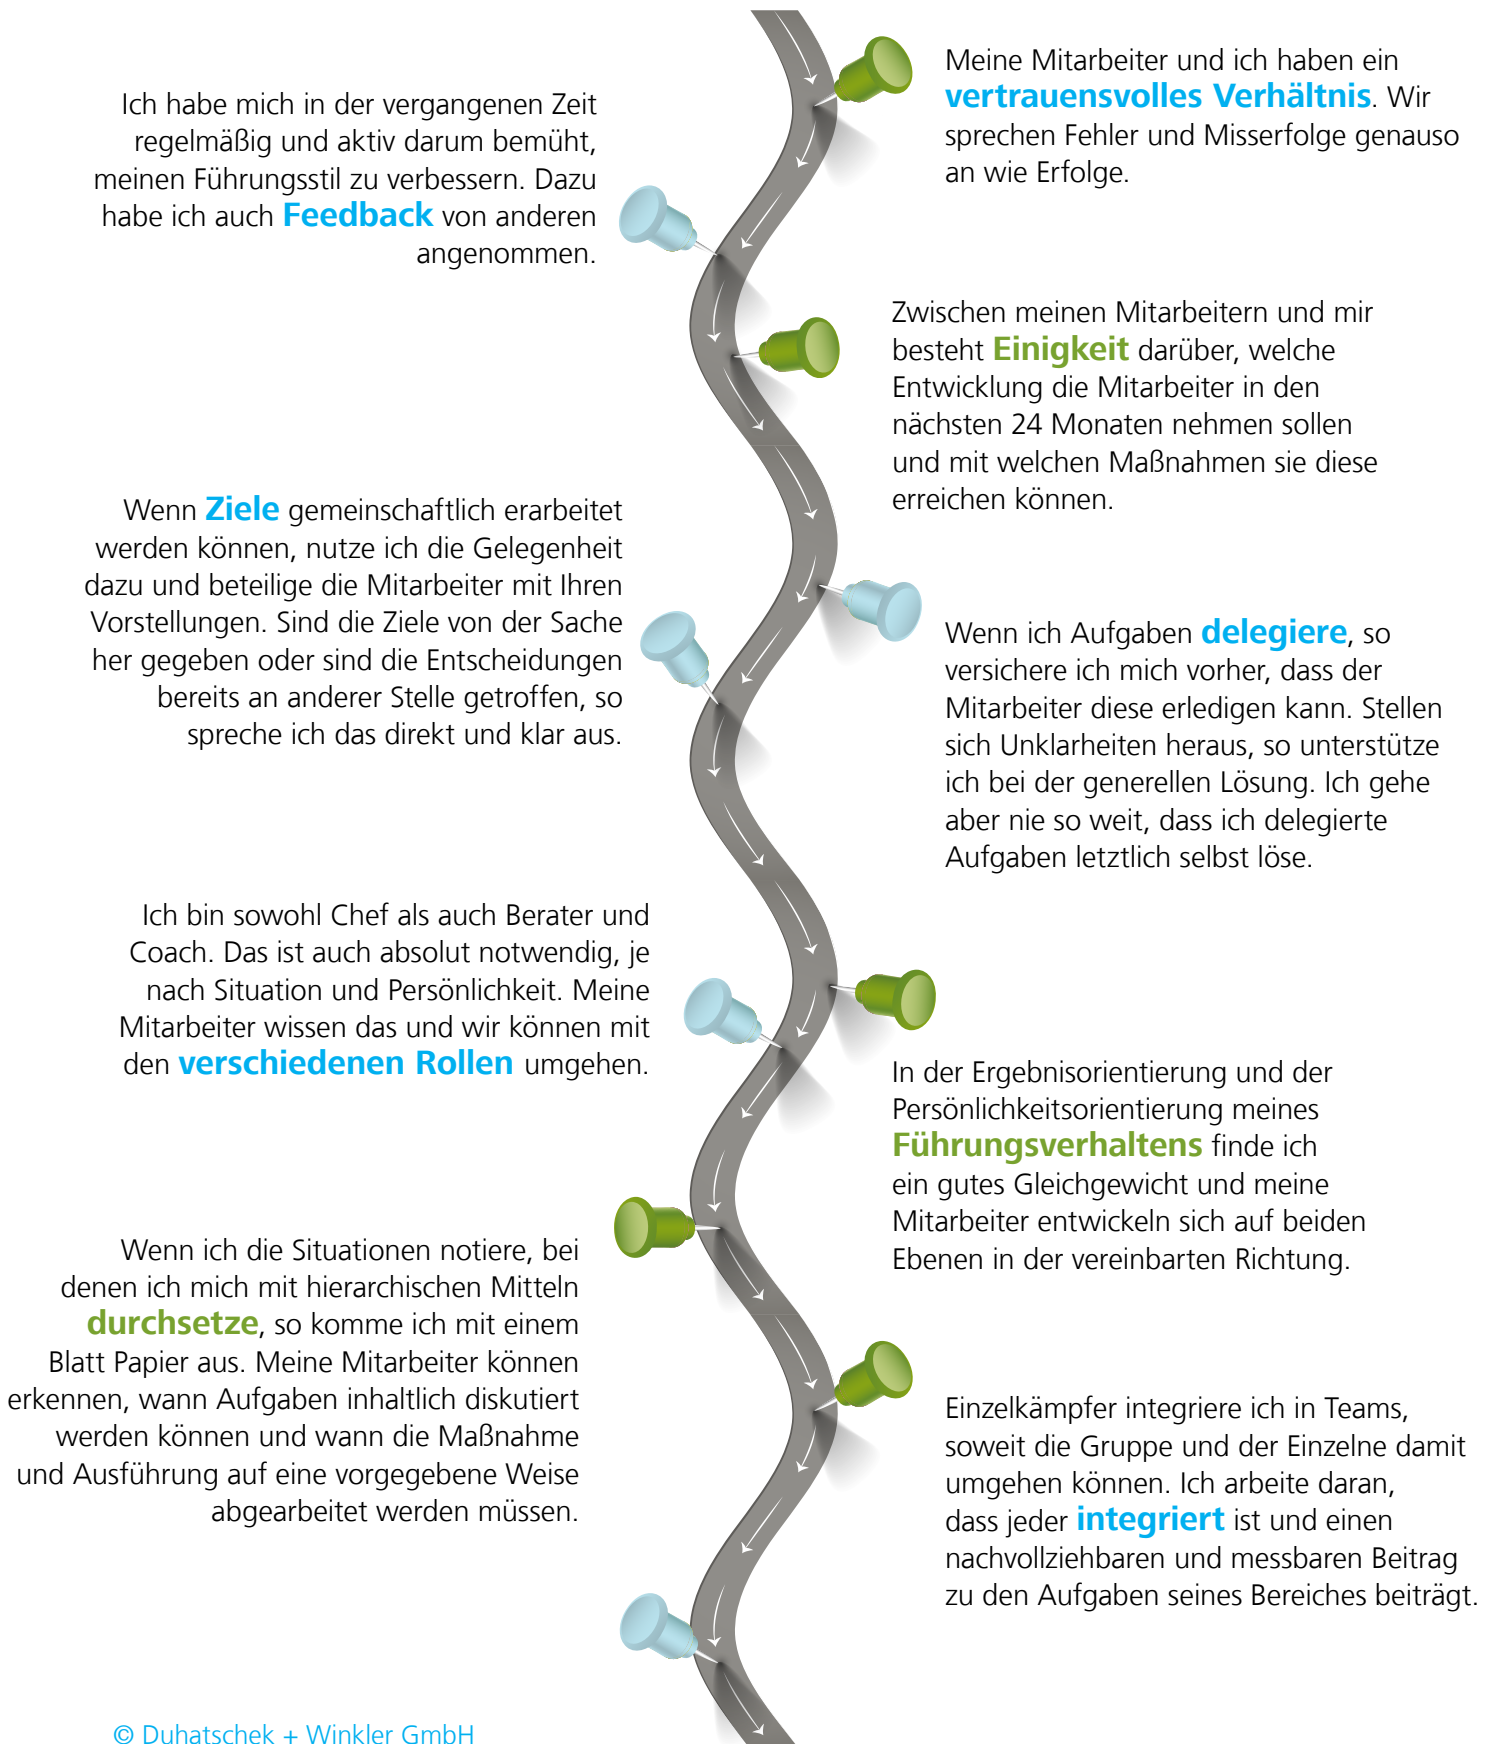 Meine Mitarbeiter und ich haben ein
vertrauensvolles Verhältnis. Wir
sprechen Fehler und Misserfolge genauso
an wie Erfolge.
Ich habe mich in der vergangenen Zeit
regelmäßig und aktiv darum bemüht,
meinen Führungsstil zu verbessern. Dazu
habe ich auch Feedback von anderen
angenommen.
Zwischen meinen Mitarbeitern und mir
besteht Einigkeit darüber, welche
Entwicklung die Mitarbeiter in den
nächsten 24 Monaten nehmen sollen
und mit welchen Maßnahmen sie diese
erreichen können.
Wenn Ziele gemeinschaftlich erarbeitet
werden können, nutze ich die Gelegenheit
dazu und beteilige die Mitarbeiter mit Ihren
Vorstellungen. Sind die Ziele von der Sache
her gegeben oder sind die Entscheidungen
bereits an anderer Stelle getroffen, so
spreche ich das direkt und klar aus.
Wenn ich Aufgaben delegiere, so
versichere ich mich vorher, dass der
Mitarbeiter diese erledigen kann. Stellen
sich Unklarheiten heraus, so unterstütze
ich bei der generellen Lösung. Ich gehe
aber nie so weit, dass ich delegierte
Aufgaben letztlich selbst löse.
Ich bin sowohl Chef als auch Berater und
Coach. Das ist auch absolut notwendig, je
nach Situation und Persönlichkeit. Meine
Mitarbeiter wissen das und wir können mit
den verschiedenen Rollen umgehen.
In der Ergebnisorientierung und der
Persönlichkeitsorientierung meines
Führungsverhaltens finde ich
ein gutes Gleichgewicht und meine
Mitarbeiter entwickeln sich auf beiden
Ebenen in der vereinbarten Richtung.
Wenn ich die Situationen notiere, bei
denen ich mich mit hierarchischen Mitteln
durchsetze, so komme ich mit einem
Blatt Papier aus. Meine Mitarbeiter können
erkennen, wann Aufgaben inhaltlich diskutiert
werden können und wann die Maßnahme
und Ausführung auf eine vorgegebene Weise
abgearbeitet werden müssen.
Einzelkämpfer integriere ich in Teams,
soweit die Gruppe und der Einzelne damit
umgehen können. Ich arbeite daran,
dass jeder integriert ist und einen
nachvollziehbaren und messbaren Beitrag
zu den Aufgaben seines Bereiches beiträgt.
© Duhatschek + Winkler GmbH